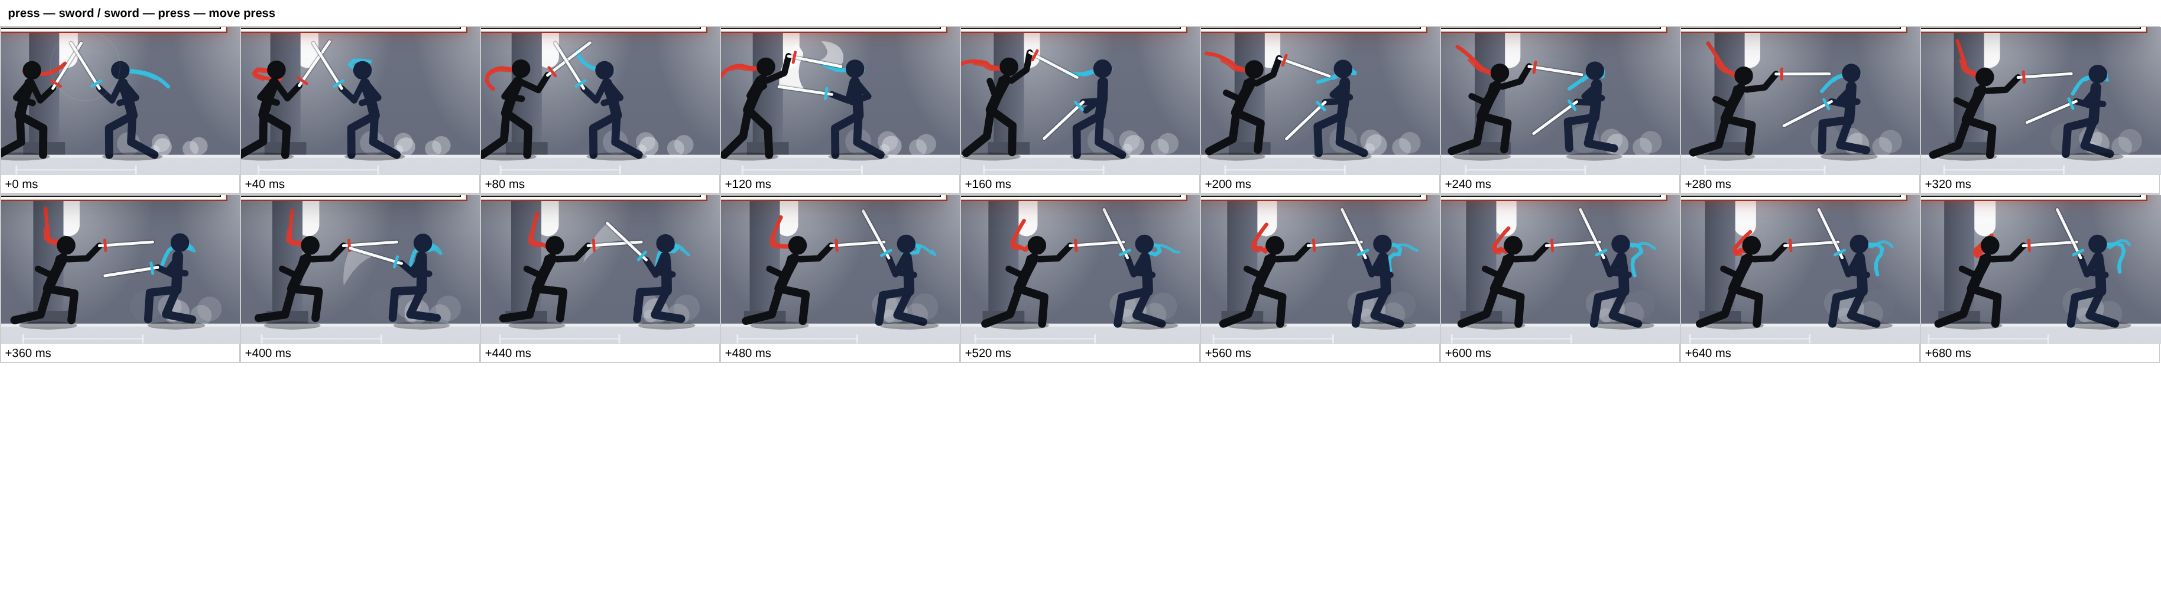 press — sword / sword — press — move press
+0 ms
+40 ms
+80 ms
+120 ms
+160 ms
+200 ms
+240 ms
+280 ms
+320 ms
+360 ms
+400 ms
+440 ms
+480 ms
+520 ms
+560 ms
+600 ms
+640 ms
+680 ms